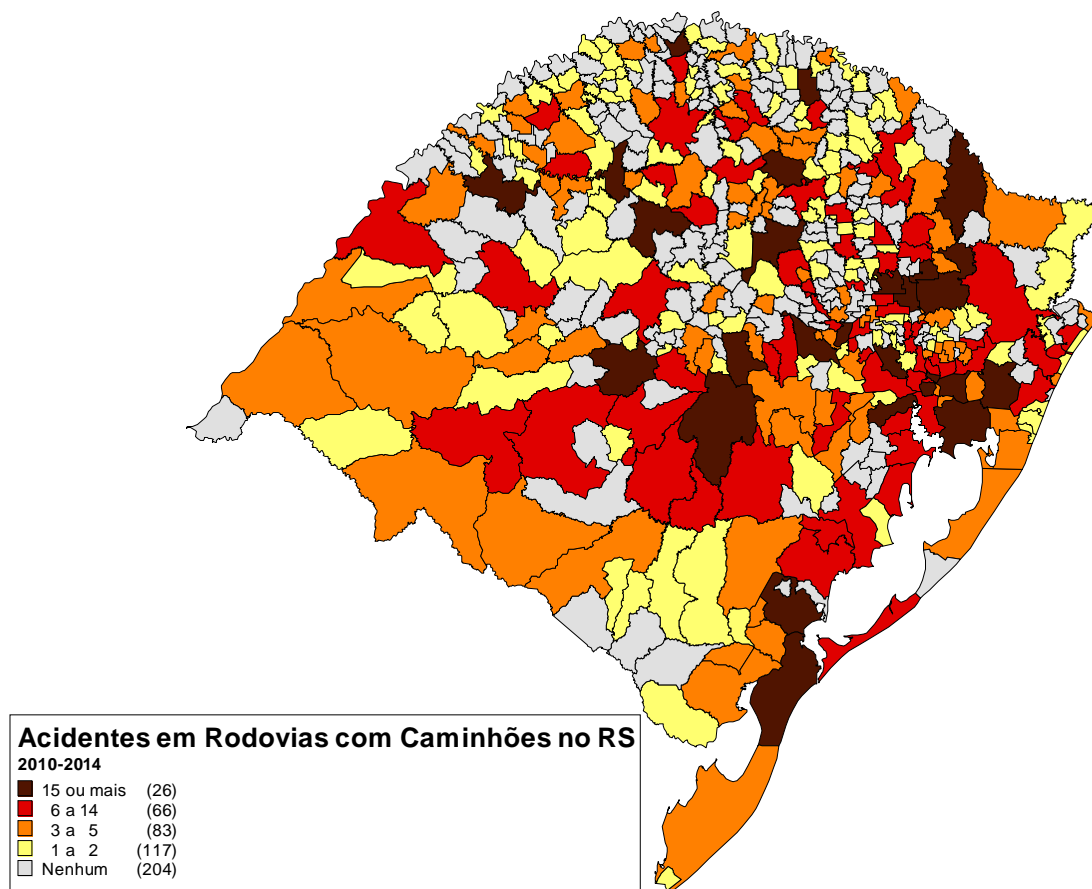 Acidentes em Rodovias com Caminhões no RS
2010-2014
15 ou mais (26)
6 a 14 (66)
3 a 5 (83)
1 a 2 (117)
Nenhum (204)